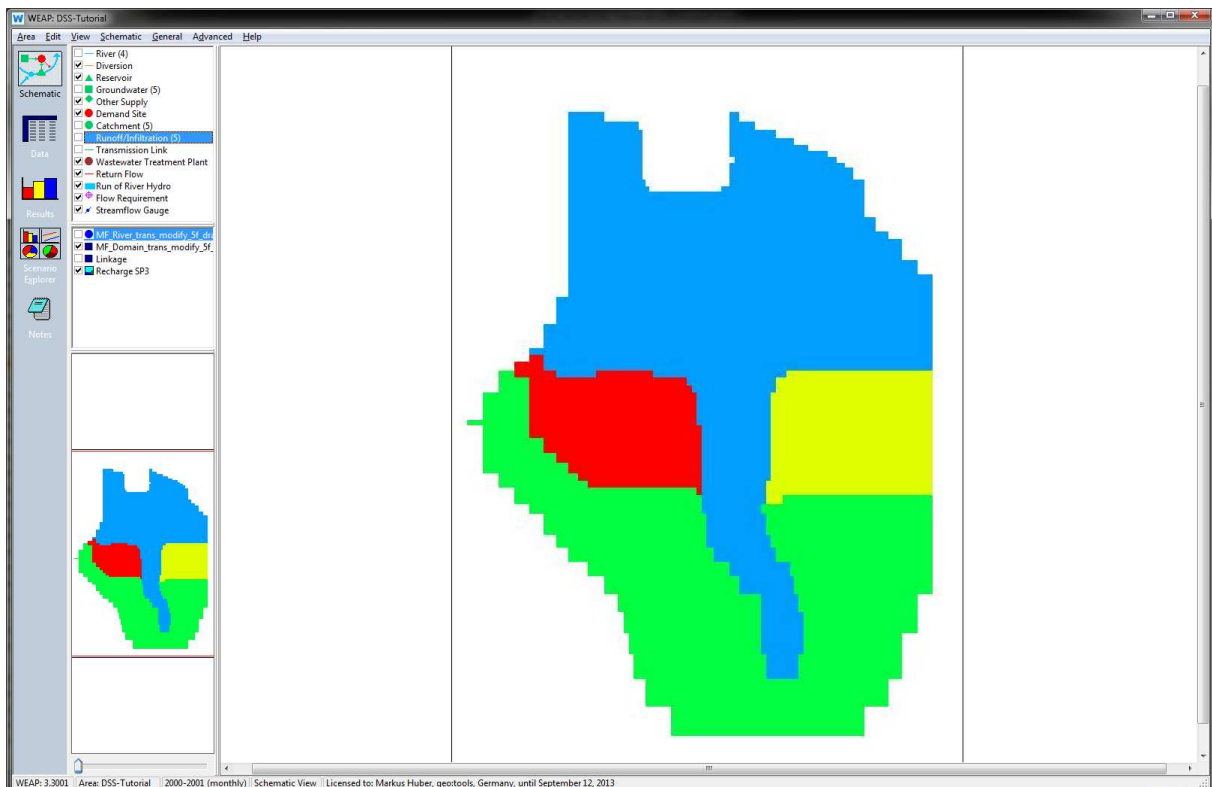 WEAP: DSS-Tutorial
Area Edit View Schematic General Advanced Help
Schematic
Data
Results
Scenario
Explorer
Notes
River (4)
Diversion
Reservoir
Groundwater (5)
Other Supply
Demand Site
Catchment (5)
Runoff/Infiltration (5)
Transmission Link
Wastewater Treatment Plant
Return Flow
Run of River Hydro
Flow Requirement
Streamflow Gauge
MF_River_trans_modify_5f_dra
MF_Domain_trans_modify_5f_
Linkage
Recharge SP3
WEAP: 3.3001 Area: DSS-Tutorial 2000-2001 (monthly) Schematic View Licensed to: Markus Huber, geo:tools, Germany, until September 12, 2013